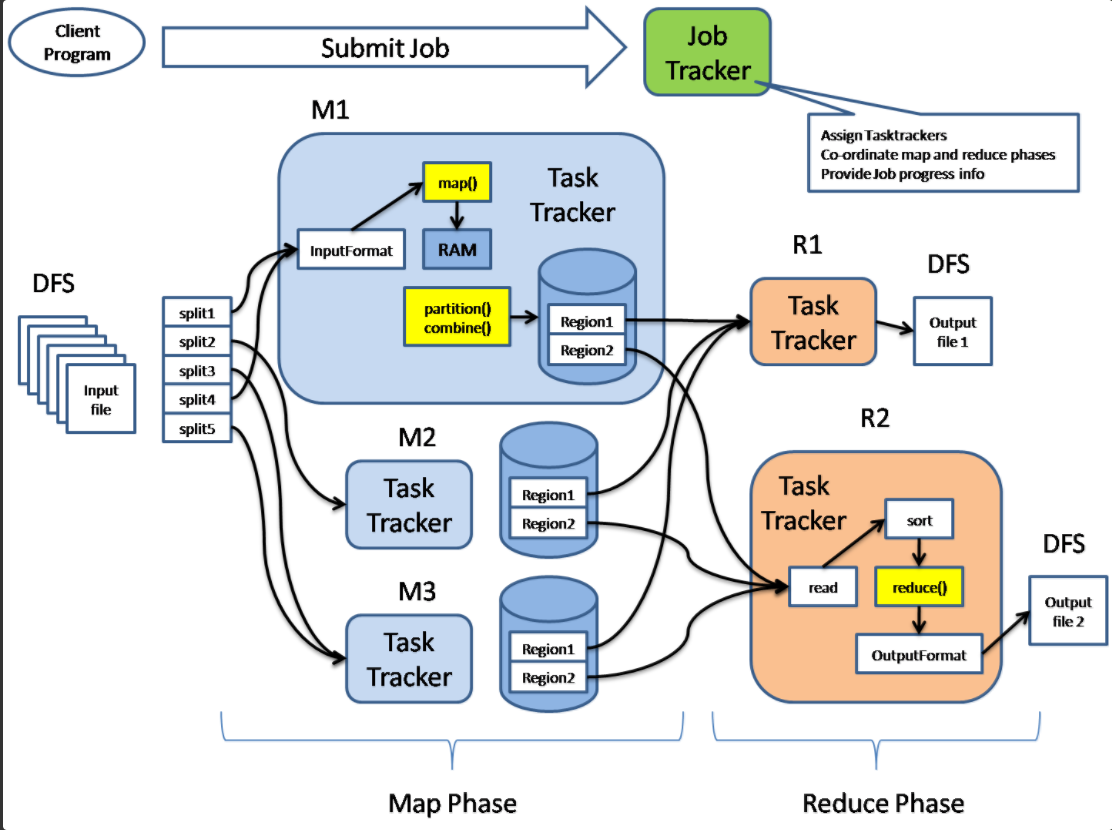 Client
Program
Submit Job
Job
Tracker
Assign Tasktrackers
Co-ordinate map and reduce phases
Provide Job progress info
M1
map()
Task
Tracker
InputFormat
RAM
partition()
combine()
Region1
Region2
DFS
Input
file
split1
split2
split3
split4
split5
M2
Task
Tracker
Region1
Region2
M3
Task
Tracker
Region1
Region2
R1
Task
Tracker
DFS
Output
file 1
R2
Task
Tracker
sort
read
reduce()
OutputFormat
DFS
Output
file 2
Map Phase
Reduce Phase